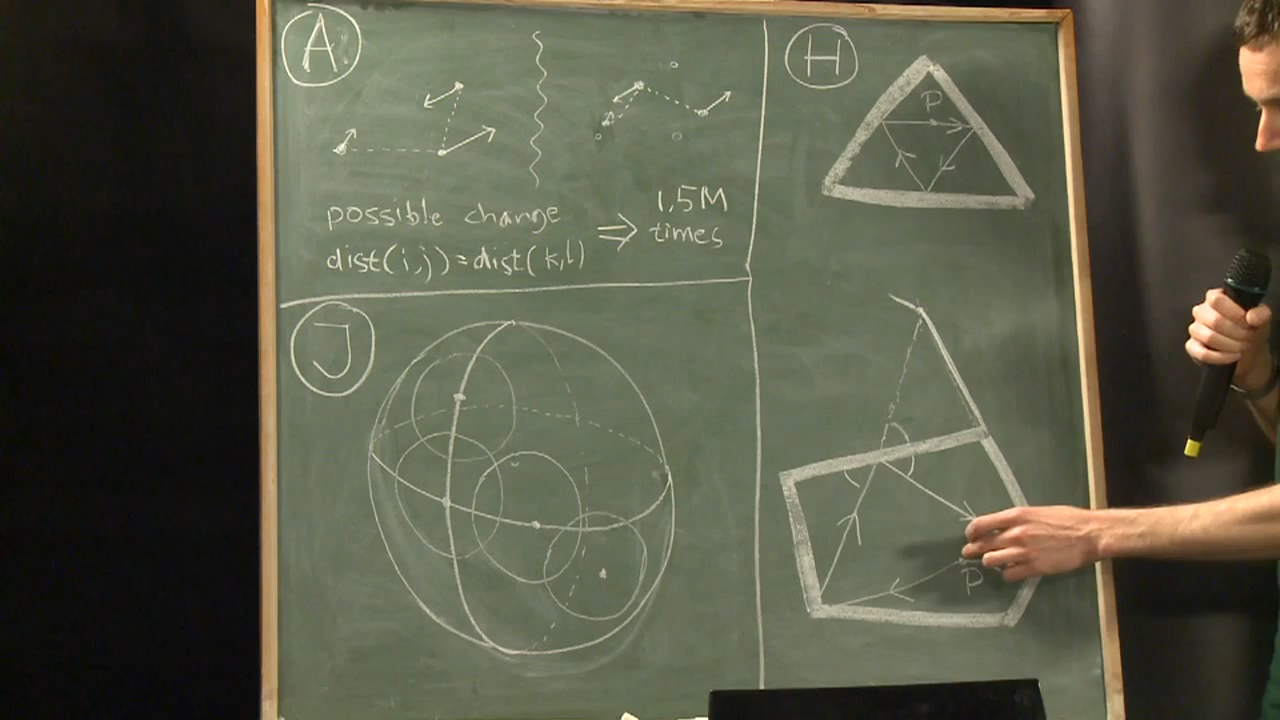 A
possible change
dist(i,j)=dist(k,l)
⇒
1,5M
times
H
P
J
P